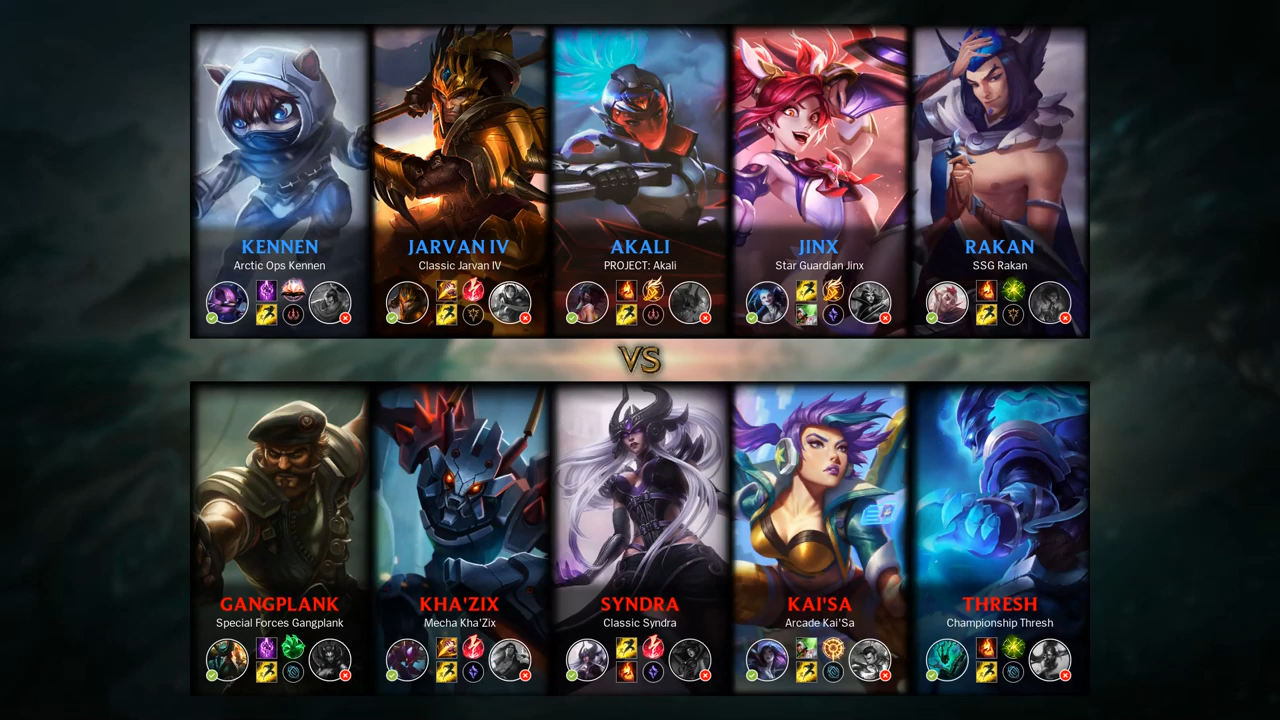 KENNEN
Arctic Ops Kennen
JARVAN IV
Classic Jarvan IV
AKALI
PROJECT: Akali
JINX
Star Guardian Jinx
RAKAN
SSG Rakan
VS
GANGPLANK
Special Forces Gangplank
KHA'ZIX
Mecha Kha'Zix
SYNDRA
Classic Syndra
KAI'SA
Arcade Kai'Sa
THRESH
Championship Thresh